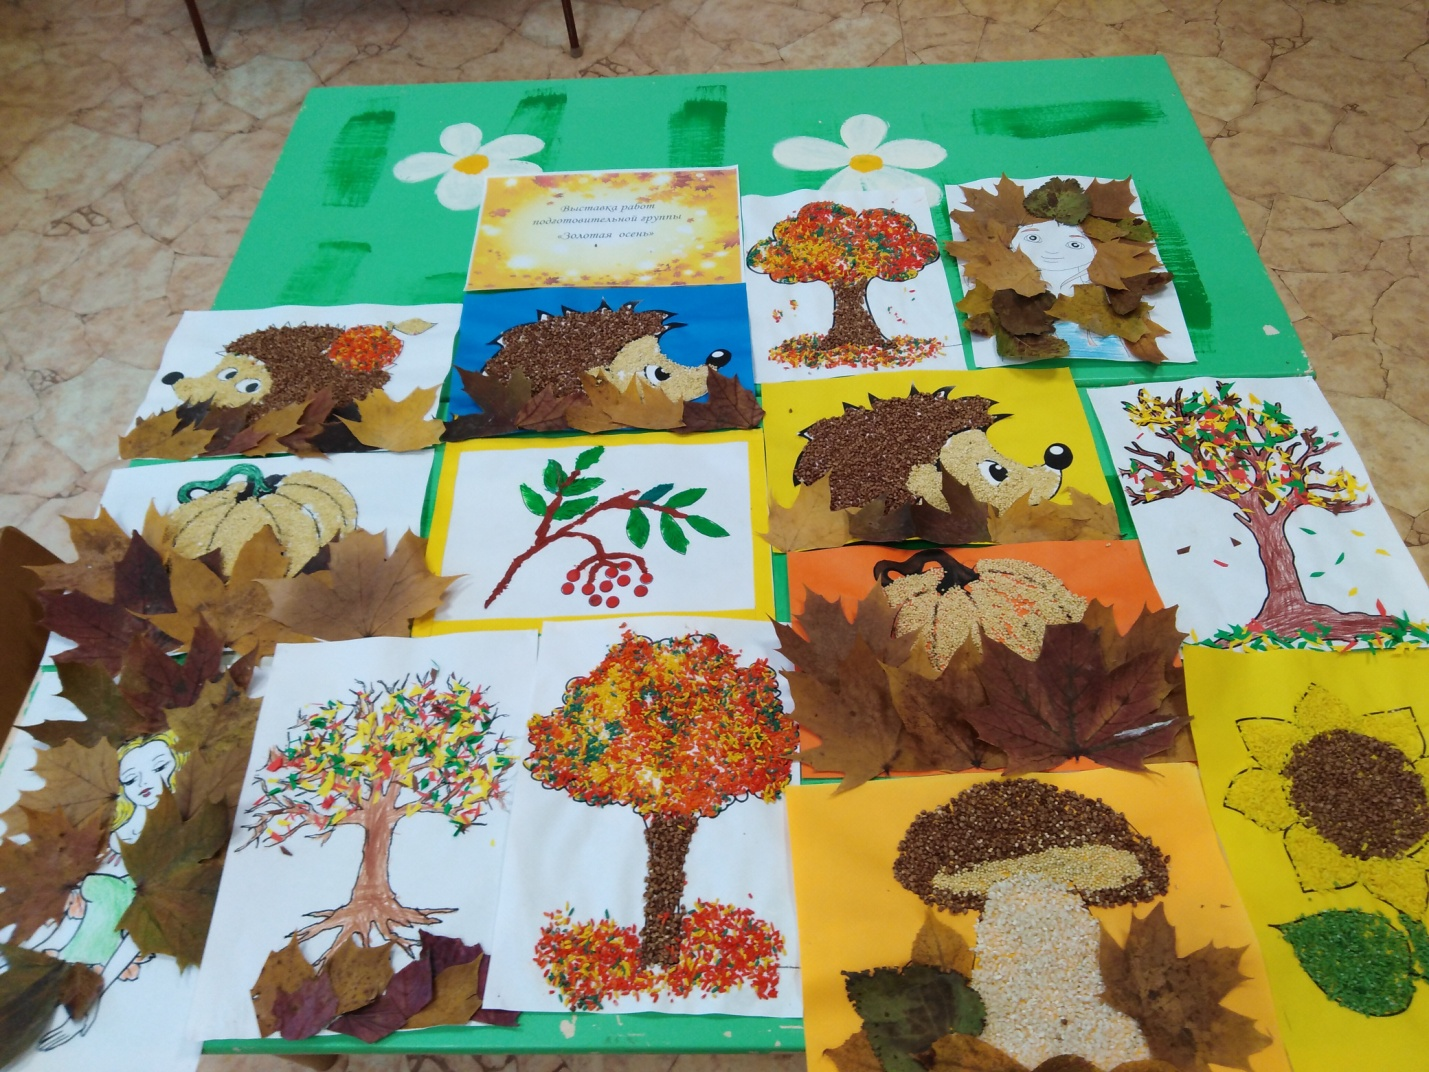 Выставка работ
подготовительной группы
«Золотая осень»